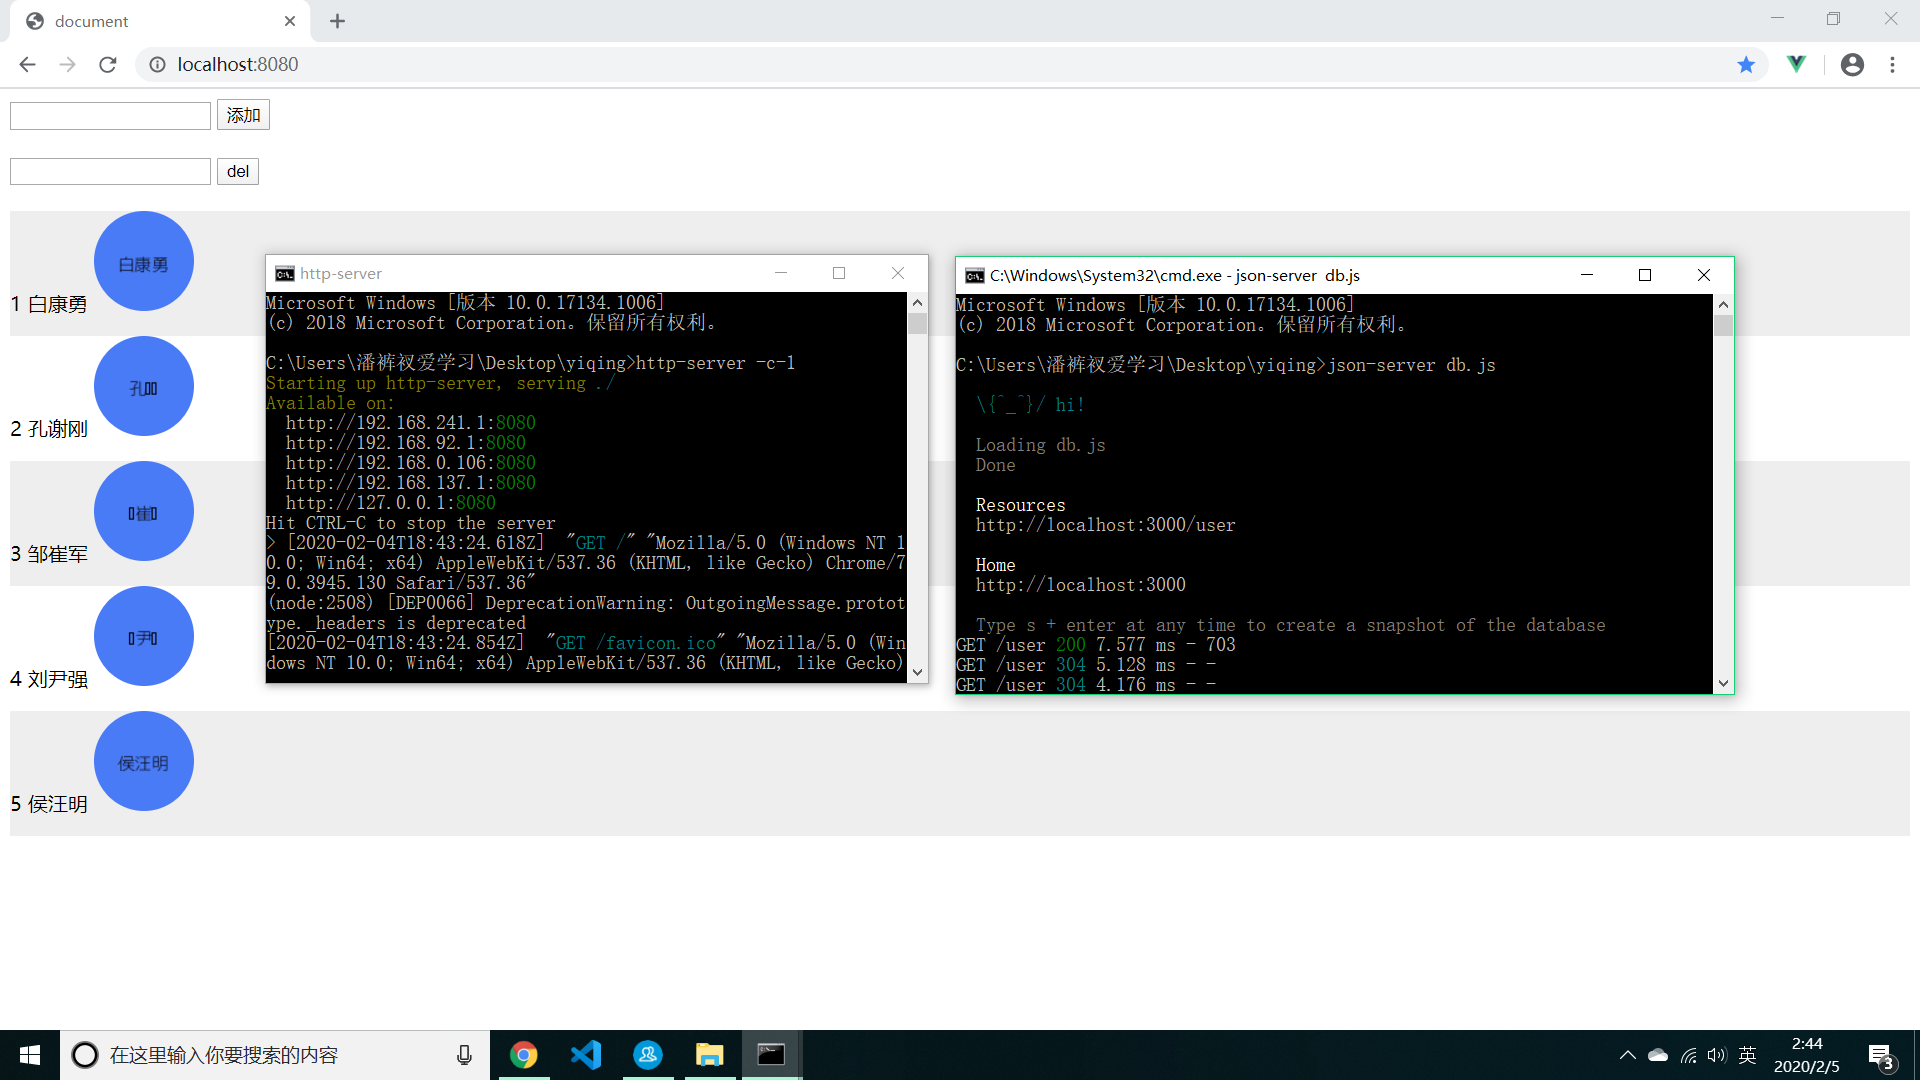 document
localhost:8080
添加
del
白康勇
1 白康勇
孔
2 孔谢刚
崔
3 邹崔军
尹
4 刘尹强
侯汪明
5 侯汪明
http-server
Microsoft Windows [版本 10.0.17134.1006]
(c) 2018 Microsoft Corporation。保留所有权利。
C:\Users\潘裤衩爱学习\Desktop\yiqing>http-server -c-1
Starting up http-server, serving ./
Available on:
http://192.168.241.1:8080
http://192.168.92.1:8080
http://192.168.0.106:8080
http://192.168.137.1:8080
http://127.0.0.1:8080
Hit CTRL-C to stop the server
> [2020-02-04T18:43:24.618Z]  "GET /" "Mozilla/5.0 (Windows NT 1
0.0; Win64; x64) AppleWebKit/537.36 (KHTML, like Gecko) Chrome/7
9.0.3945.130 Safari/537.36"
(node:2508) [DEP0066] DeprecationWarning: OutgoingMessage.protot
ype._headers is deprecated
[2020-02-04T18:43:24.854Z]  "GET /favicon.ico" "Mozilla/5.0 (Win
dows NT 10.0; Win64; x64) AppleWebKit/537.36 (KHTML, like Gecko)
C:\Windows\System32\cmd.exe - json-server  db.js
Microsoft Windows [版本 10.0.17134.1006]
(c) 2018 Microsoft Corporation。保留所有权利。
C:\Users\潘裤衩爱学习\Desktop\yiqing>json-server db.js
\{^_^}/ hi!
Loading db.js
Done
Resources
http://localhost:3000/user
Home
http://localhost:3000
Type s + enter at any time to create a snapshot of the database
GET /user 200 7.577 ms - 703
GET /user 304 5.128 ms - -
GET /user 304 4.176 ms - -
在这里输入你要搜索的内容
英
2:44
2020/2/5
3